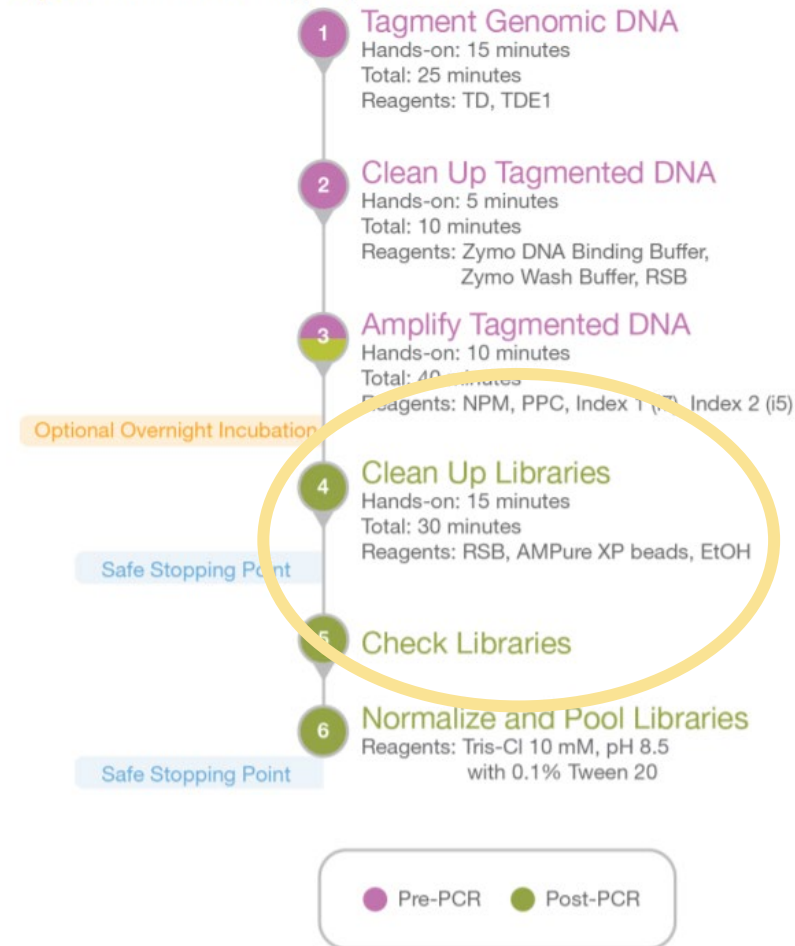 1
Tagment Genomic DNA
Hands-on: 15 minutes
Total: 25 minutes
Reagents: TD, TDE1
2
Clean Up Tagmented DNA
Hands-on: 5 minutes
Total: 10 minutes
Reagents: Zymo DNA Binding Buffer,
Zymo Wash Buffer, RSB
3
Amplify Tagmented DNA
Hands-on: 10 minutes
Total: 40 minutes
Reagents: NPM, PPC, Index 1 (i7), Index 2 (i5)
Optional Overnight Incubation
4
Clean Up Libraries
Hands-on: 15 minutes
Total: 30 minutes
Reagents: RSB, AMPure XP beads, EtOH
Safe Stopping Point
5
Check Libraries
6
Normalize and Pool Libraries
Reagents: Tris-Cl 10 mM, pH 8.5
with 0.1% Tween 20
Safe Stopping Point
Pre-PCR
Post-PCR